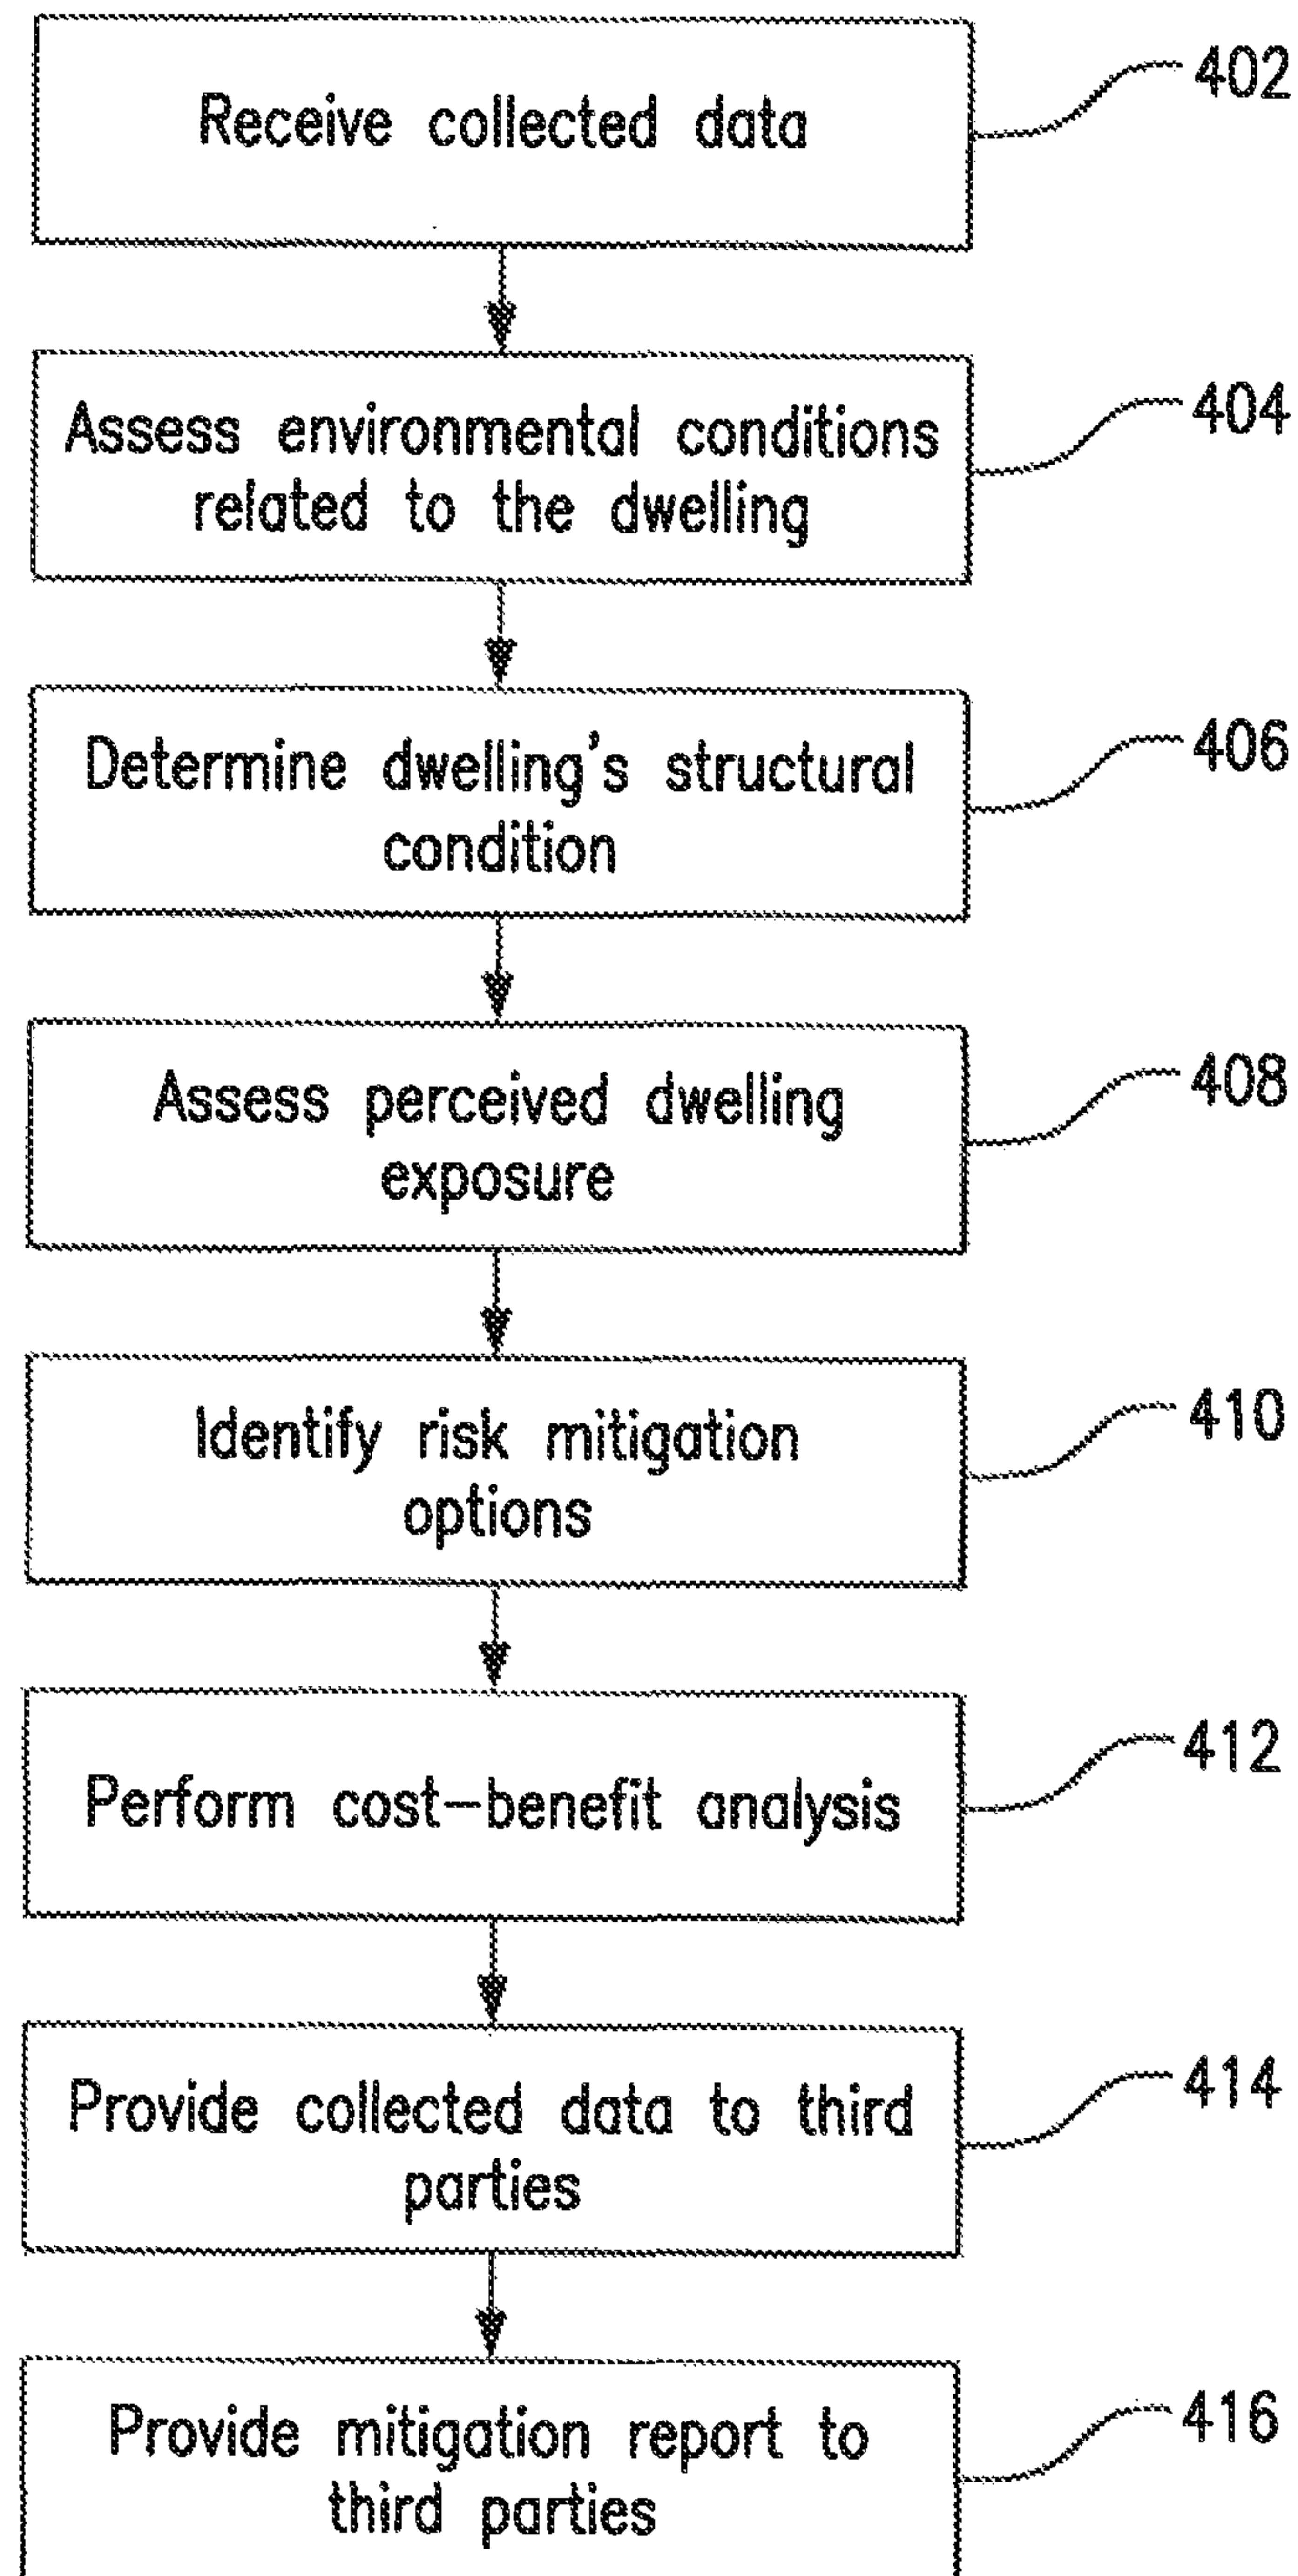 Receive collected data
402
Assess environmental conditions
related to the dwelling
404
Determine dwelling's structural
condition
406
Assess perceived dwelling
exposure
408
Identify risk mitigation
options
410
Perform cost-benefit analysis
412
Provide collected data to third
parties
414
Provide mitigation report to
third parties
416